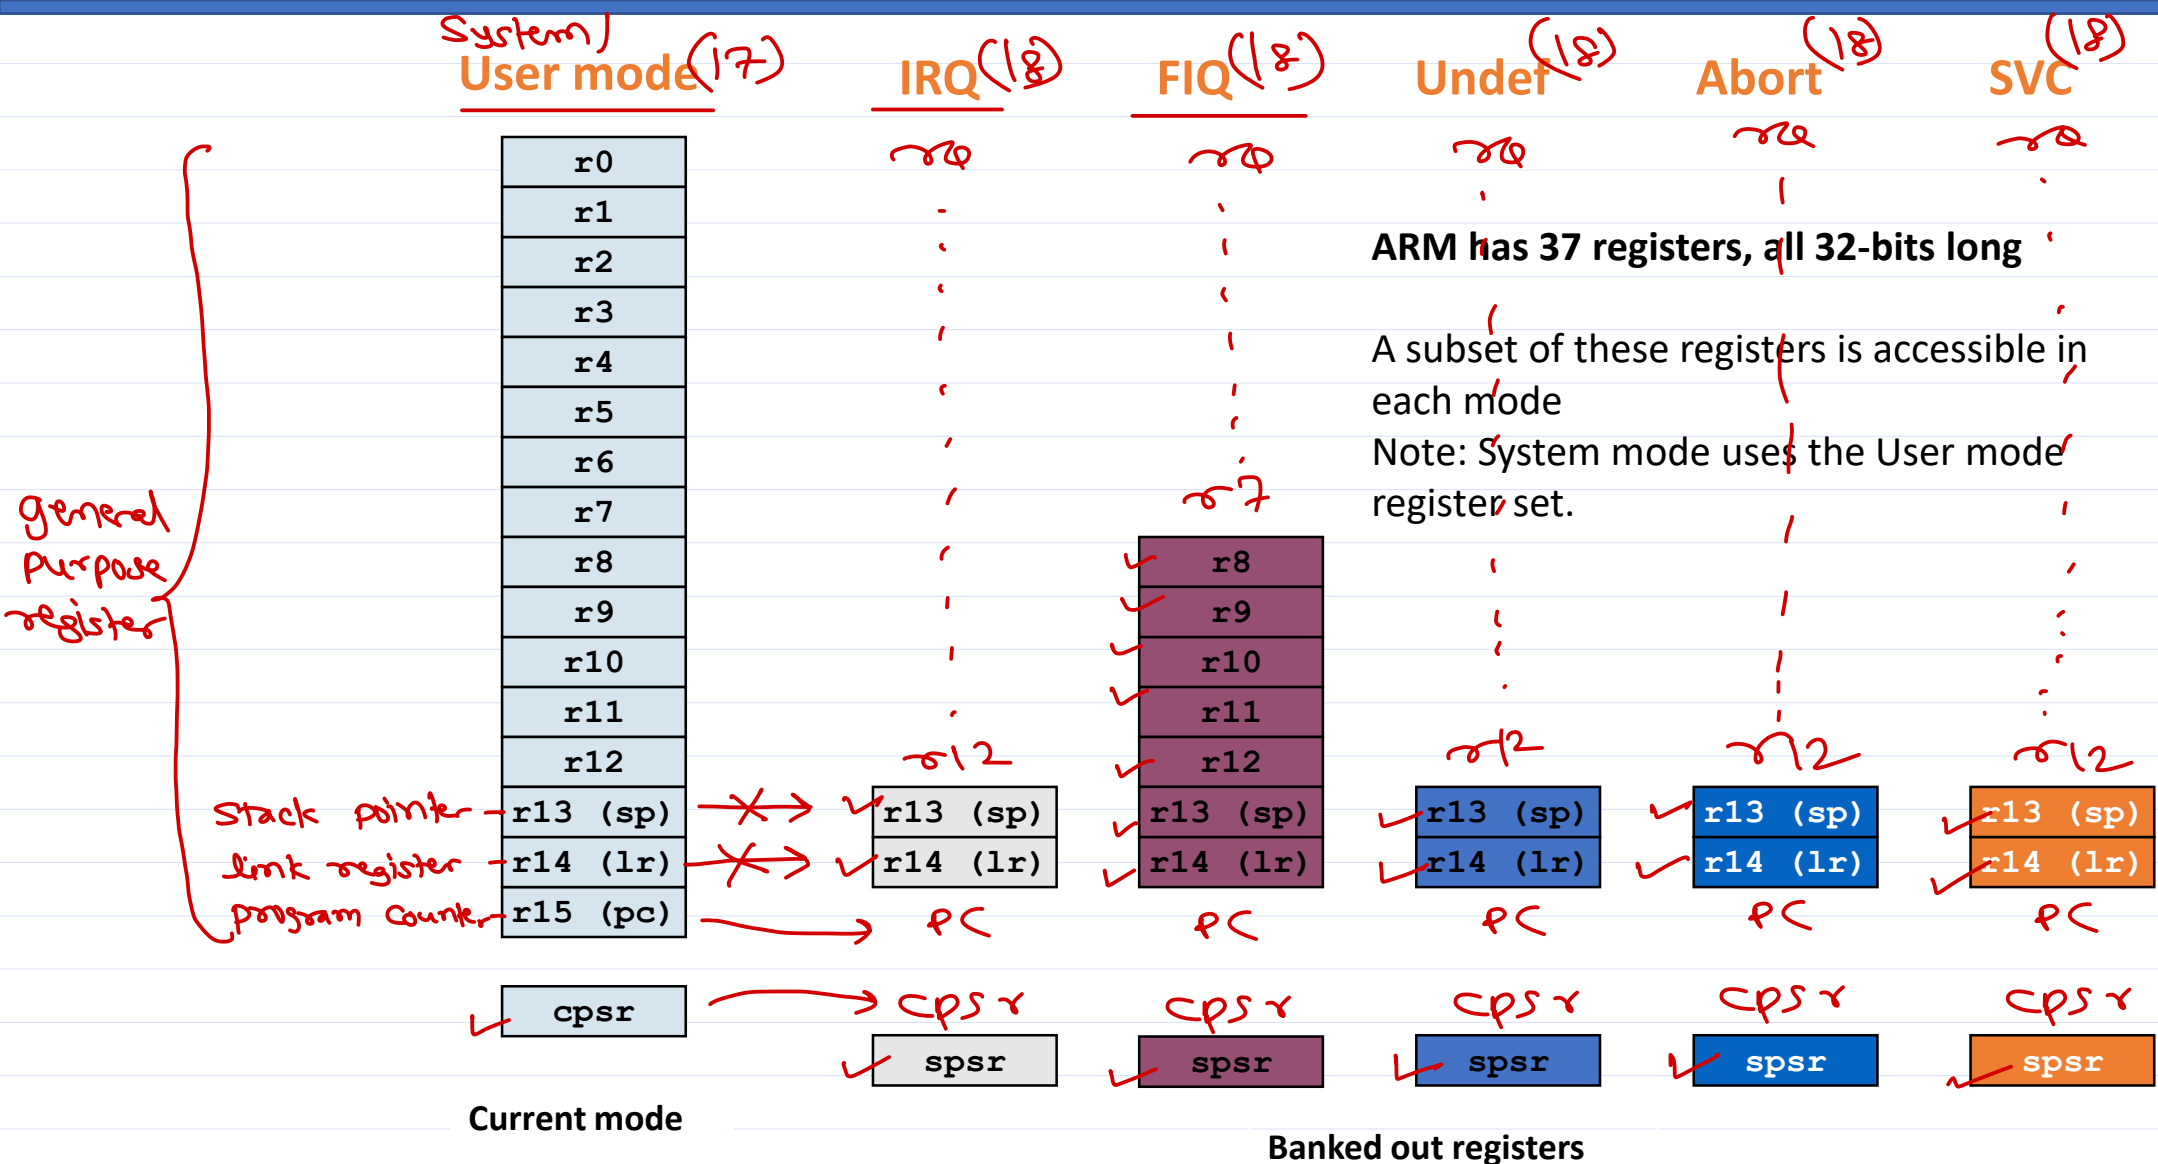 System/
User mode (17) IRQ (18) FIQ (18) Undef (18) Abort (18) SVC (18)
r0 r0 r0 r0 r0 r0
r1
ARM has 37 registers, all 32-bits long
r2
r3
A subset of these registers is accessible in
r4
each mode
r5
Note: System mode uses the User mode
r6
register set.
general
purpose
register
r7 r7
r8 r8
r9 r9
r10 r10
r11 r11
r12 r12 r12 r12 r12 r12
stack pointer r13 (sp) r13 (sp) r13 (sp) r13 (sp) r13 (sp) r13 (sp)
link register r14 (lr) r14 (lr) r14 (lr) r14 (lr) r14 (lr) r14 (lr)
program counter r15 (pc) PC PC PC PC PC
cpsr cpsr cpsr cpsr cpsr cpsr
spsr spsr spsr spsr spsr
Current mode
Banked out registers